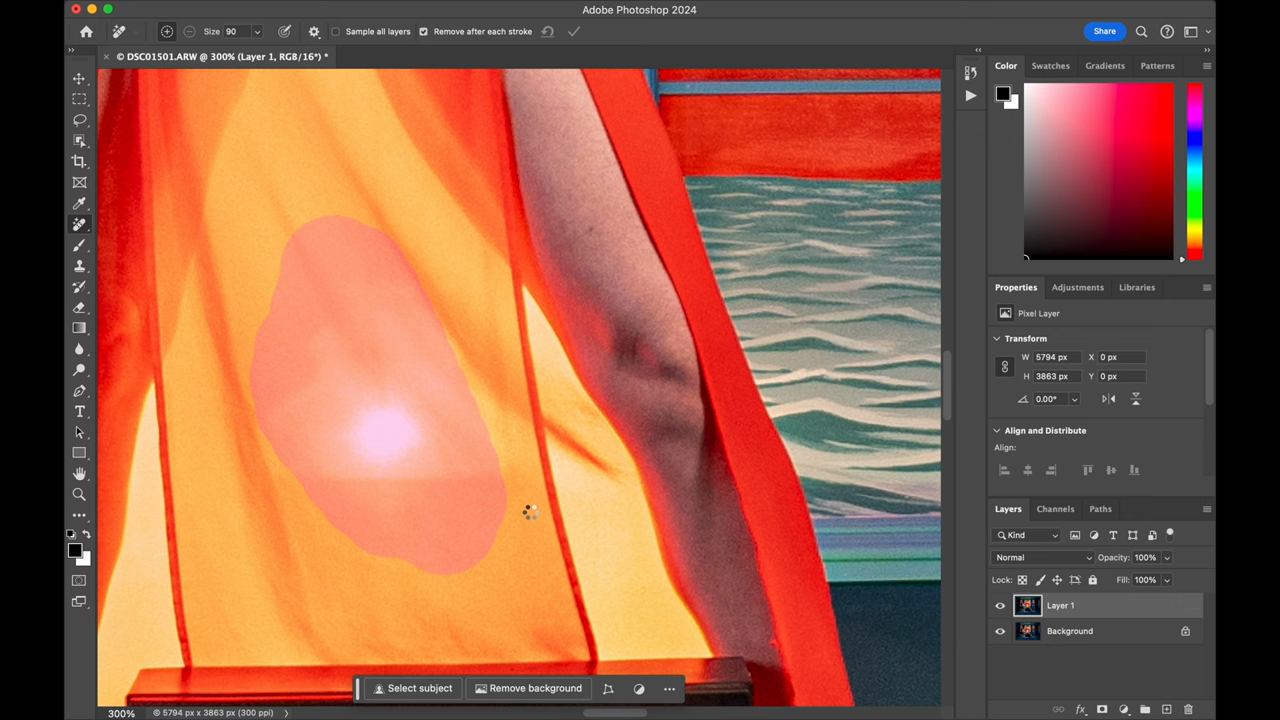 Adobe Photoshop 2024
Size 90 Sample all layers Remove after each stroke Share
× © DSC01501.ARW @ 300% (Layer 1, RGB/16*) *
Color Swatches Gradients Patterns
Properties Adjustments Libraries
Pixel Layer
Transform
W 5794 px X 0 px
H 3863 px Y 0 px
0.00°
Align and Distribute
Align:
Layers Channels Paths
Kind
Normal Opacity: 100%
Lock: Fill: 100%
Layer 1
Background
Select subject Remove background
300% © 5794 px x 3863 px (300 ppi)